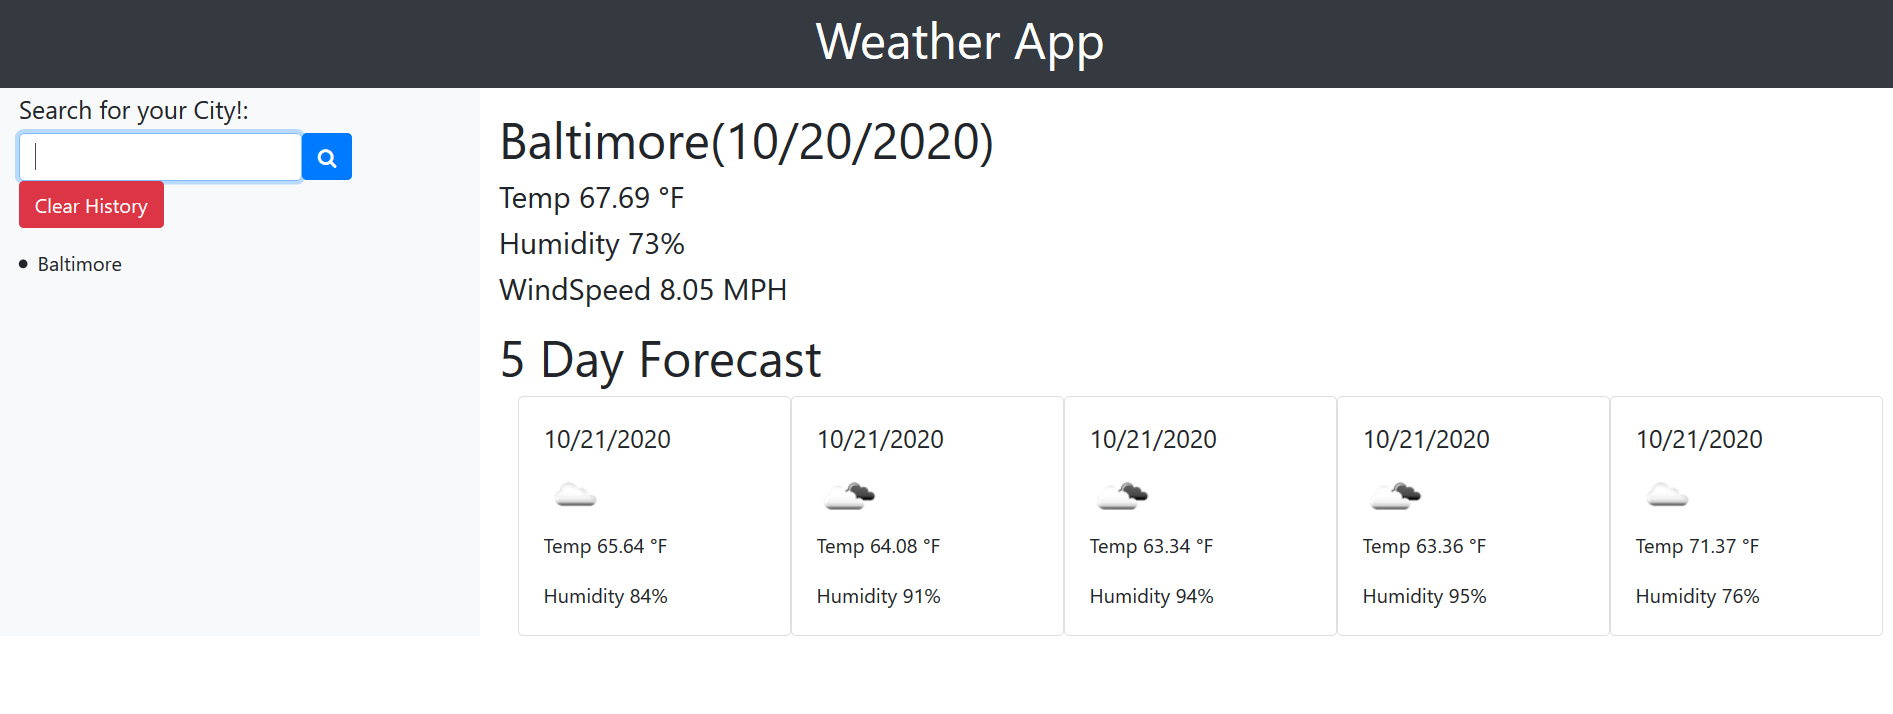 Weather App
Search for your City!:
Clear History
Baltimore
Baltimore(10/20/2020)
Temp 67.69 °F
Humidity 73%
WindSpeed 8.05 MPH
5 Day Forecast
10/21/2020
Temp 65.64 °F
Humidity 84%
10/21/2020
Temp 64.08 °F
Humidity 91%
10/21/2020
Temp 63.34 °F
Humidity 94%
10/21/2020
Temp 63.36 °F
Humidity 95%
10/21/2020
Temp 71.37 °F
Humidity 76%